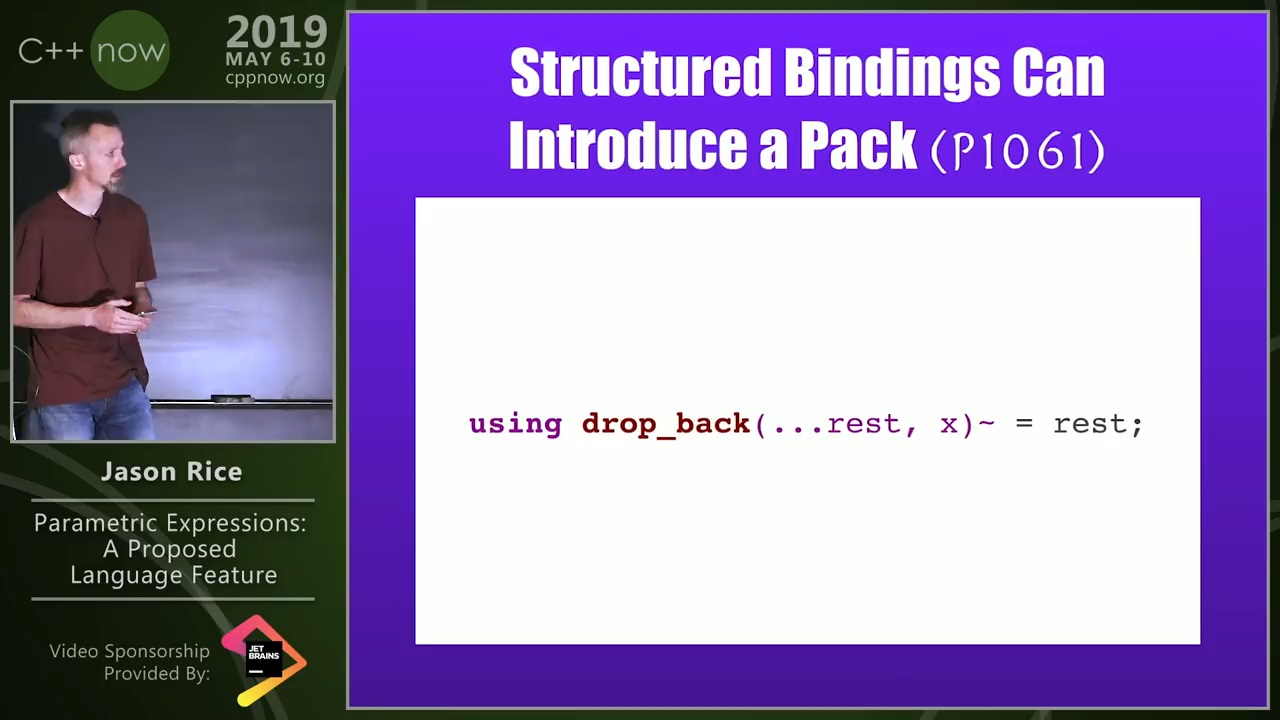 C++ now
2019
MAY 6-10
cppnow.org
Jason Rice
Parametric Expressions:
A Proposed
Language Feature
Video Sponsorship
Provided By:
JET
BRAINS
Structured Bindings Can
Introduce a Pack (P1061)
using drop_back(...rest, x)~ = rest;